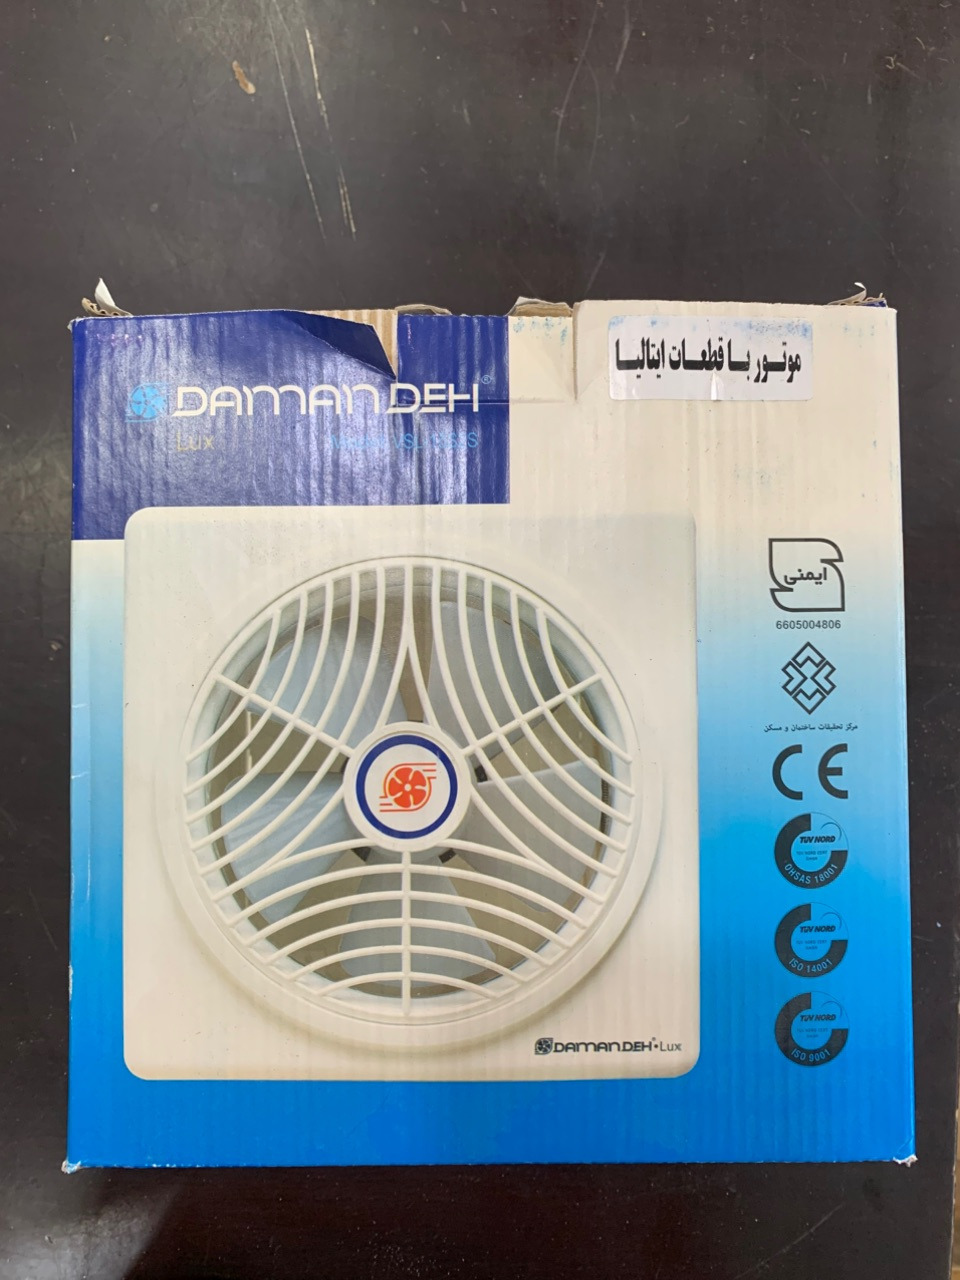 DAMANDEH®
موتور با قطعات ایتالیا
Lux
ایمنی
6605004806
مرکز تحقیقات ساختمان و مسکن
CE
TÜV NORD
OHSAS 18001
TÜV NORD
ISO 14001
TÜV NORD
ISO 9001
DAMANDEH®•Lux